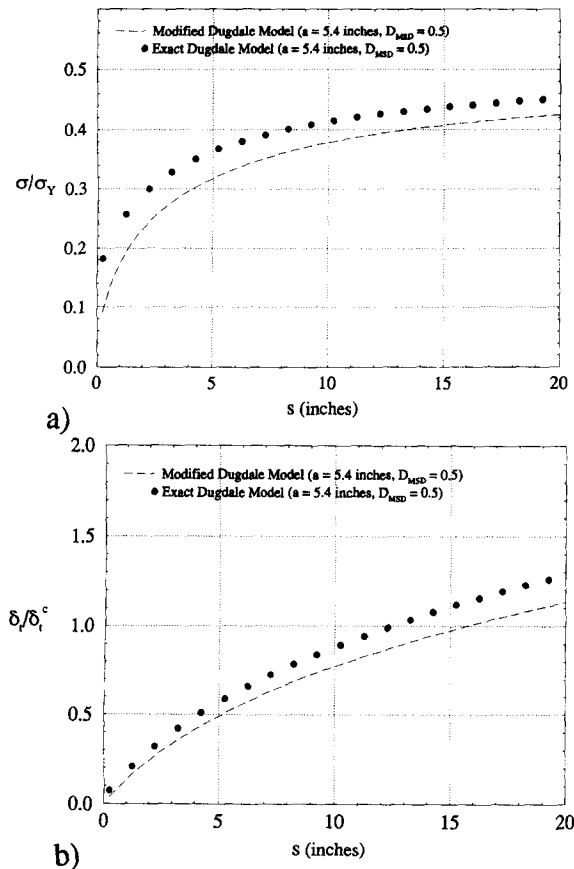 Modified Dugdale Model (a = 5.4 inches, D_MSD = 0.5)
Exact Dugdale Model (a = 5.4 inches, D_MSD = 0.5)
0.5
0.4
σ/σ_Y
0.3
0.2
0.1
0.0
0 5 10 15 20
s (inches)
a)
2.0
Modified Dugdale Model (a = 5.4 inches, D_MSD = 0.5)
Exact Dugdale Model (a = 5.4 inches, D_MSD = 0.5)
1.5
δ_t/δ_t^c
1.0
0.5
0.0
0 5 10 15 20
s (inches)
b)